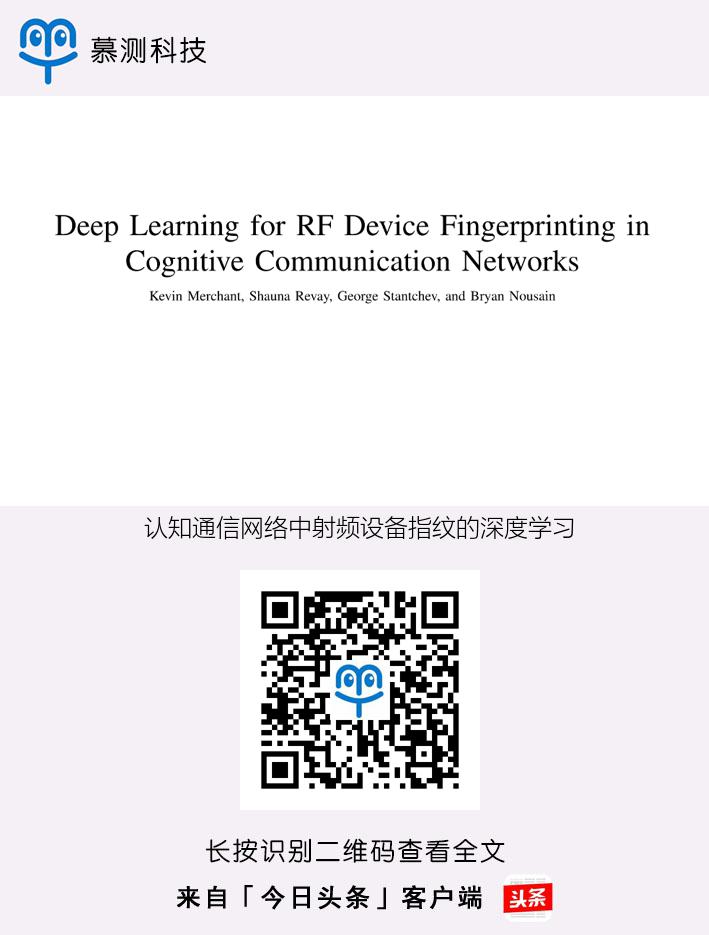 慕测科技
Deep Learning for RF Device Fingerprinting in
Cognitive Communication Networks
Kevin Merchant, Shauna Revay, George Stantchev, and Bryan Nousain
认知通信网络中射频设备指纹的深度学习
长按识别二维码查看全文
来自「今日头条」客户端 头条